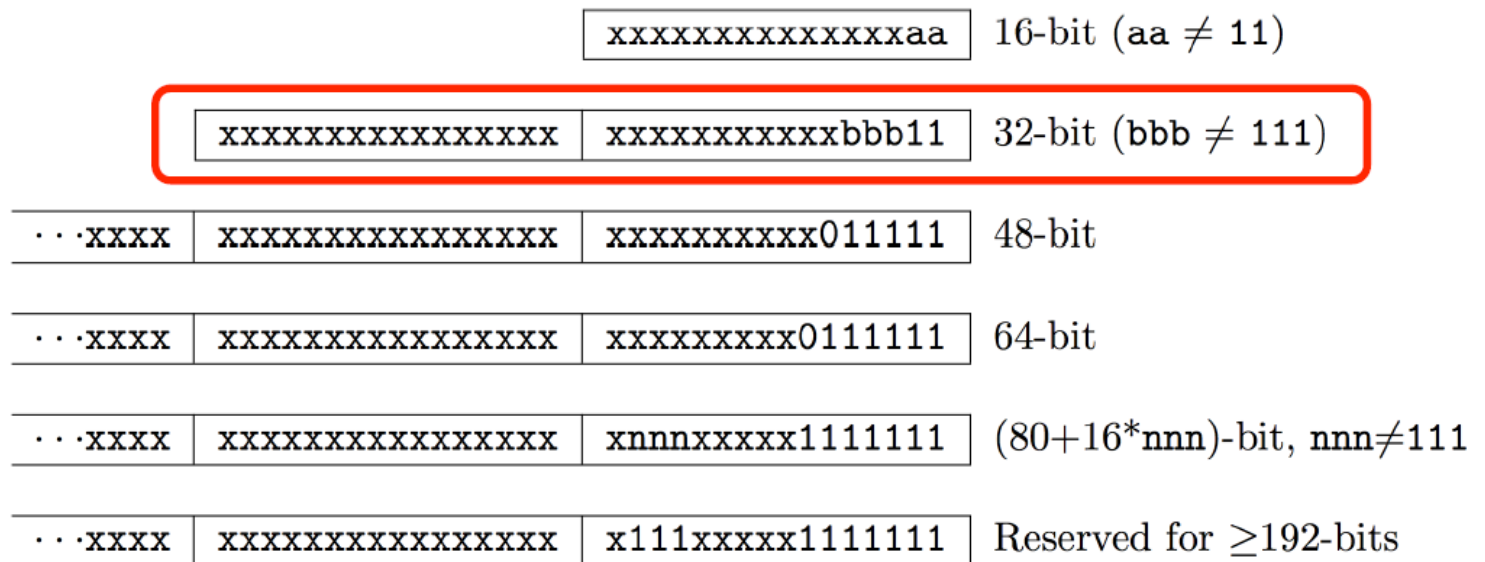 xxxxxxxxxxxxxxaa 16-bit (aa ≠ 11)
xxxxxxxxxxxxxxxx xxxxxxxxxxxbbb11 32-bit (bbb ≠ 111)
···xxxx xxxxxxxxxxxxxxxx xxxxxxxxxx011111 48-bit
···xxxx xxxxxxxxxxxxxxxx xxxxxxxxx0111111 64-bit
···xxxx xxxxxxxxxxxxxxxx xnnnxxxxx1111111 (80+16*nnn)-bit, nnn≠111
···xxxx xxxxxxxxxxxxxxxx x111xxxxx1111111 Reserved for ≥192-bits